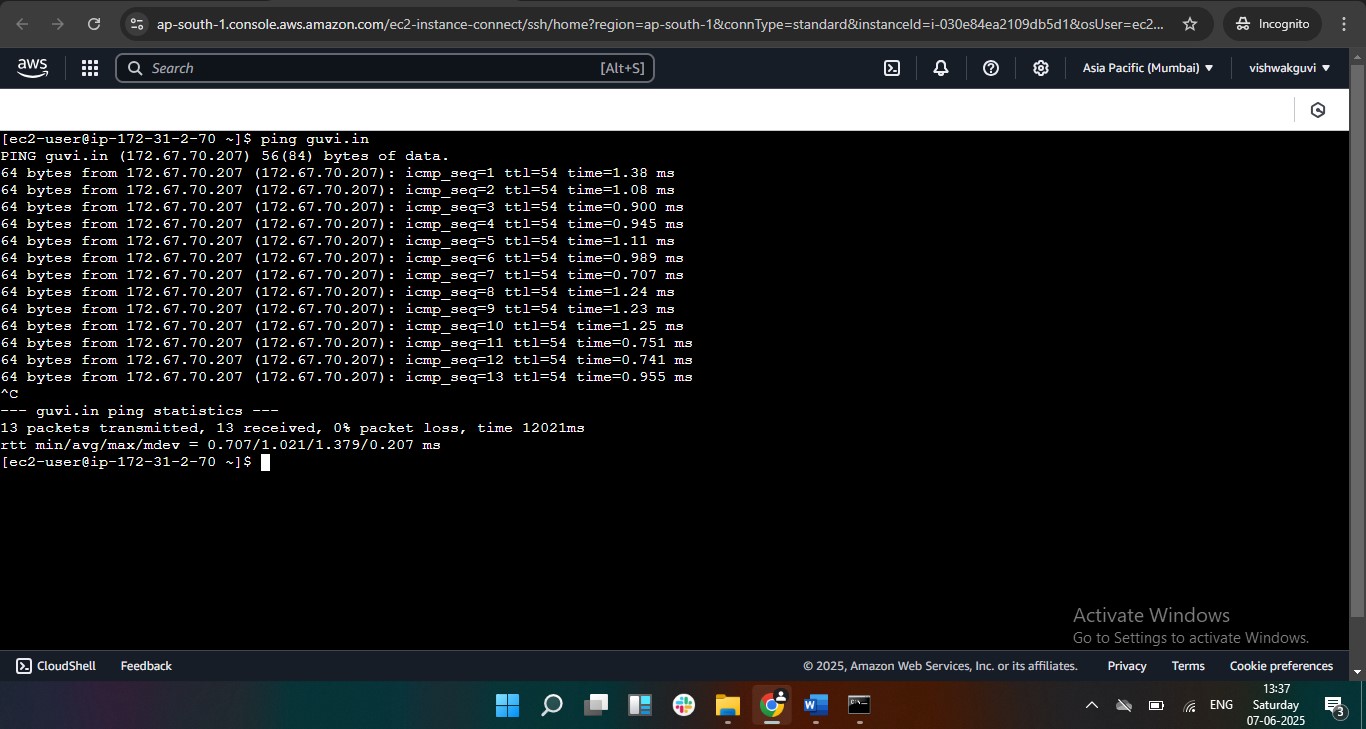 ap-south-1.console.aws.amazon.com/ec2-instance-connect/ssh/home?region=ap-south-1&connType=standard&instanceId=i-030e84ea2109db5d1&osUser=ec2...
Incognito
aws
Search
[Alt+S]
Asia Pacific (Mumbai)
vishwakguvi
[ec2-user@ip-172-31-2-70 ~]$ ping guvi.in
PING guvi.in (172.67.70.207) 56(84) bytes of data.
64 bytes from 172.67.70.207 (172.67.70.207): icmp_seq=1 ttl=54 time=1.38 ms
64 bytes from 172.67.70.207 (172.67.70.207): icmp_seq=2 ttl=54 time=1.08 ms
64 bytes from 172.67.70.207 (172.67.70.207): icmp_seq=3 ttl=54 time=0.900 ms
64 bytes from 172.67.70.207 (172.67.70.207): icmp_seq=4 ttl=54 time=0.945 ms
64 bytes from 172.67.70.207 (172.67.70.207): icmp_seq=5 ttl=54 time=1.11 ms
64 bytes from 172.67.70.207 (172.67.70.207): icmp_seq=6 ttl=54 time=0.989 ms
64 bytes from 172.67.70.207 (172.67.70.207): icmp_seq=7 ttl=54 time=0.707 ms
64 bytes from 172.67.70.207 (172.67.70.207): icmp_seq=8 ttl=54 time=1.24 ms
64 bytes from 172.67.70.207 (172.67.70.207): icmp_seq=9 ttl=54 time=1.23 ms
64 bytes from 172.67.70.207 (172.67.70.207): icmp_seq=10 ttl=54 time=1.25 ms
64 bytes from 172.67.70.207 (172.67.70.207): icmp_seq=11 ttl=54 time=0.751 ms
64 bytes from 172.67.70.207 (172.67.70.207): icmp_seq=12 ttl=54 time=0.741 ms
64 bytes from 172.67.70.207 (172.67.70.207): icmp_seq=13 ttl=54 time=0.955 ms
^C
--- guvi.in ping statistics ---
13 packets transmitted, 13 received, 0% packet loss, time 12021ms
rtt min/avg/max/mdev = 0.707/1.021/1.379/0.207 ms
[ec2-user@ip-172-31-2-70 ~]$
Activate Windows
Go to Settings to activate Windows.
CloudShell
Feedback
© 2025, Amazon Web Services, Inc. or its affiliates.
Privacy
Terms
Cookie preferences
ENG
13:37
Saturday
07-06-2025
3